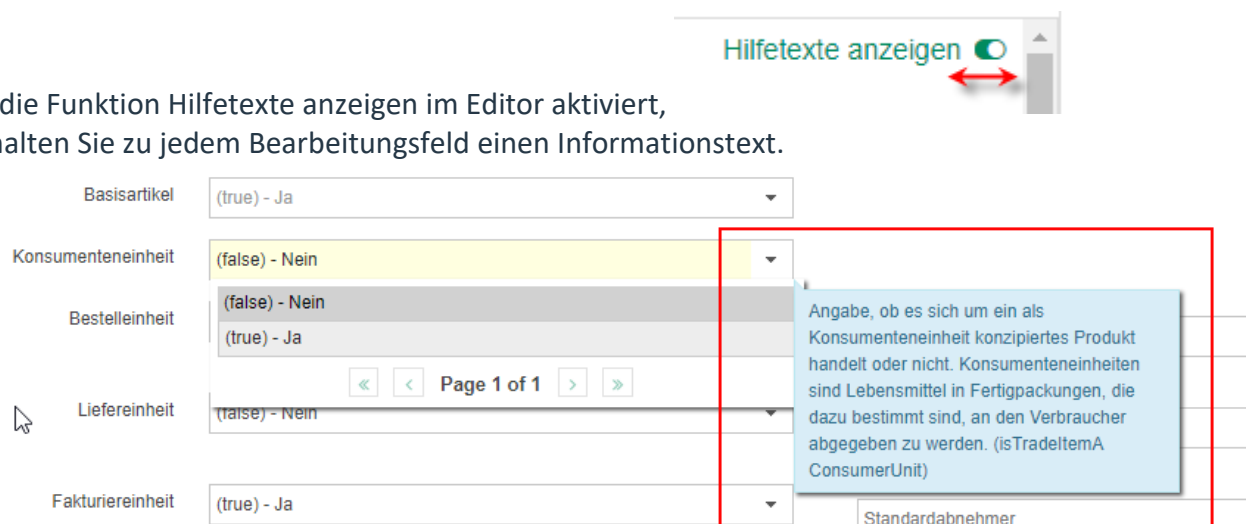 Hilfetexte anzeigen
die Funktion Hilfetexte anzeigen im Editor aktiviert,
halten Sie zu jedem Bearbeitungsfeld einen Informationstext.
Basisartikel (true) - Ja
Konsumenteneinheit (false) - Nein
(false) - Nein
(true) - Ja
Page 1 of 1
Bestelleinheit
Liefereinheit (false) - Nein
Fakturiereinheit (true) - Ja
Angabe, ob es sich um ein als
Konsumenteneinheit konzipiertes Produkt
handelt oder nicht. Konsumenteneinheiten
sind Lebensmittel in Fertigpackungen, die
dazu bestimmt sind, an den Verbraucher
abgegeben zu werden. (isTradeItemA
ConsumerUnit)
Standardabnehmer